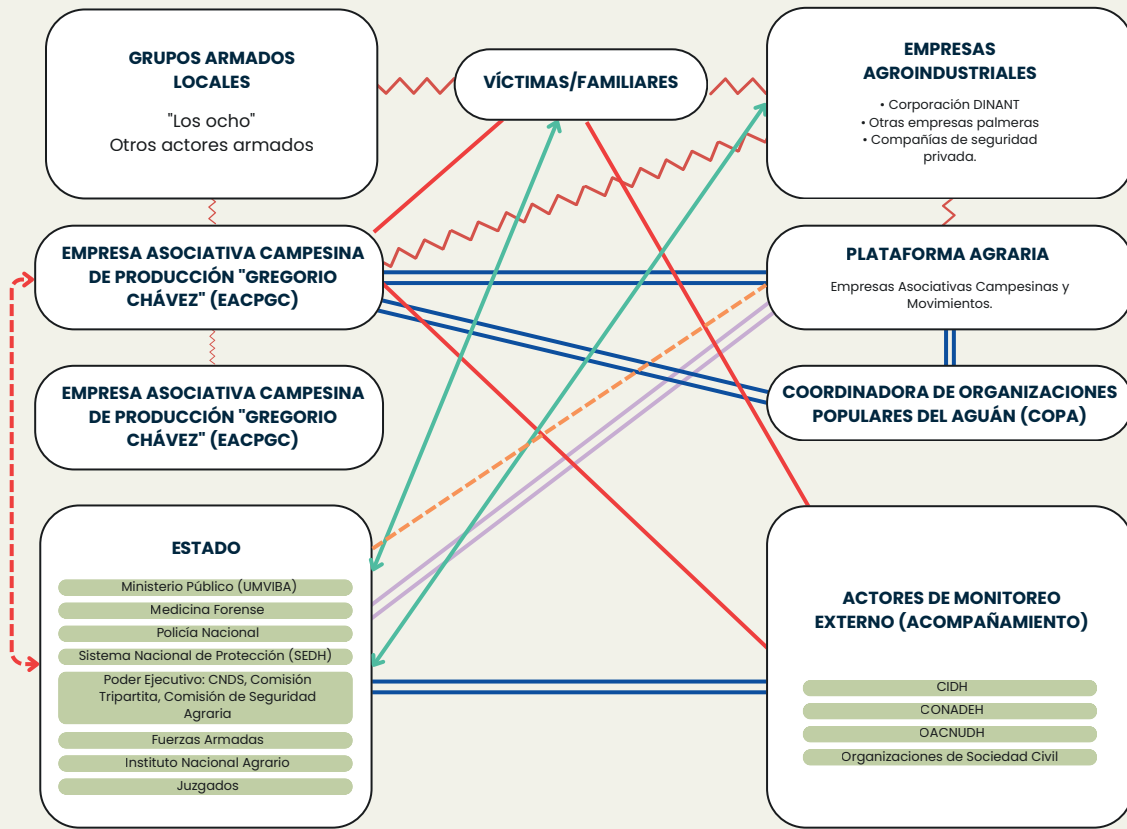 GRUPOS ARMADOS
LOCALES
"Los ocho"
Otros actores armados
VÍCTIMAS/FAMILIARES
EMPRESAS
AGROINDUSTRIALES
• Corporación DINANT
• Otras empresas palmeras
• Compañías de seguridad
privada.
EMPRESA ASOCIATIVA CAMPESINA
DE PRODUCCIÓN "GREGORIO
CHÁVEZ" (EACPGC)
PLATAFORMA AGRARIA
Empresas Asociativas Campesinas y
Movimientos.
EMPRESA ASOCIATIVA CAMPESINA
DE PRODUCCIÓN "GREGORIO
CHÁVEZ" (EACPGC)
COORDINADORA DE ORGANIZACIONES
POPULARES DEL AGUÁN (COPA)
ESTADO
Ministerio Público (UMVIBA)
Medicina Forense
Policía Nacional
Sistema Nacional de Protección (SEDH)
Poder Ejecutivo: CNDS, Comisión
Tripartita, Comisión de Seguridad
Agraria
Fuerzas Armadas
Instituto Nacional Agrario
Juzgados
ACTORES DE MONITOREO
EXTERNO (ACOMPAÑAMIENTO)
CIDH
CONADEH
OACNUDH
Organizaciones de Sociedad Civil